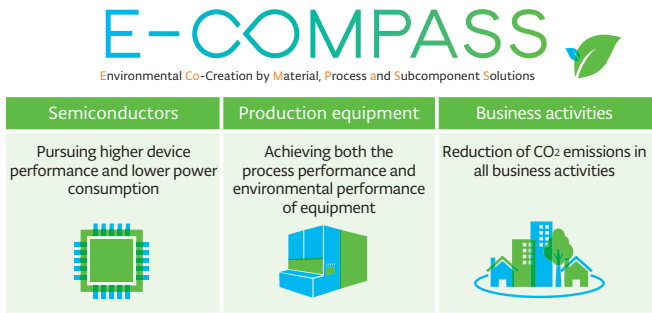 E-COMPASS
Environmental Co-Creation by Material, Process and Subcomponent Solutions
Semiconductors
Pursuing higher device
performance and lower power
consumption
Production equipment
Achieving both the
process performance and
environmental performance
of equipment
Business activities
Reduction of CO2 emissions in
all business activities